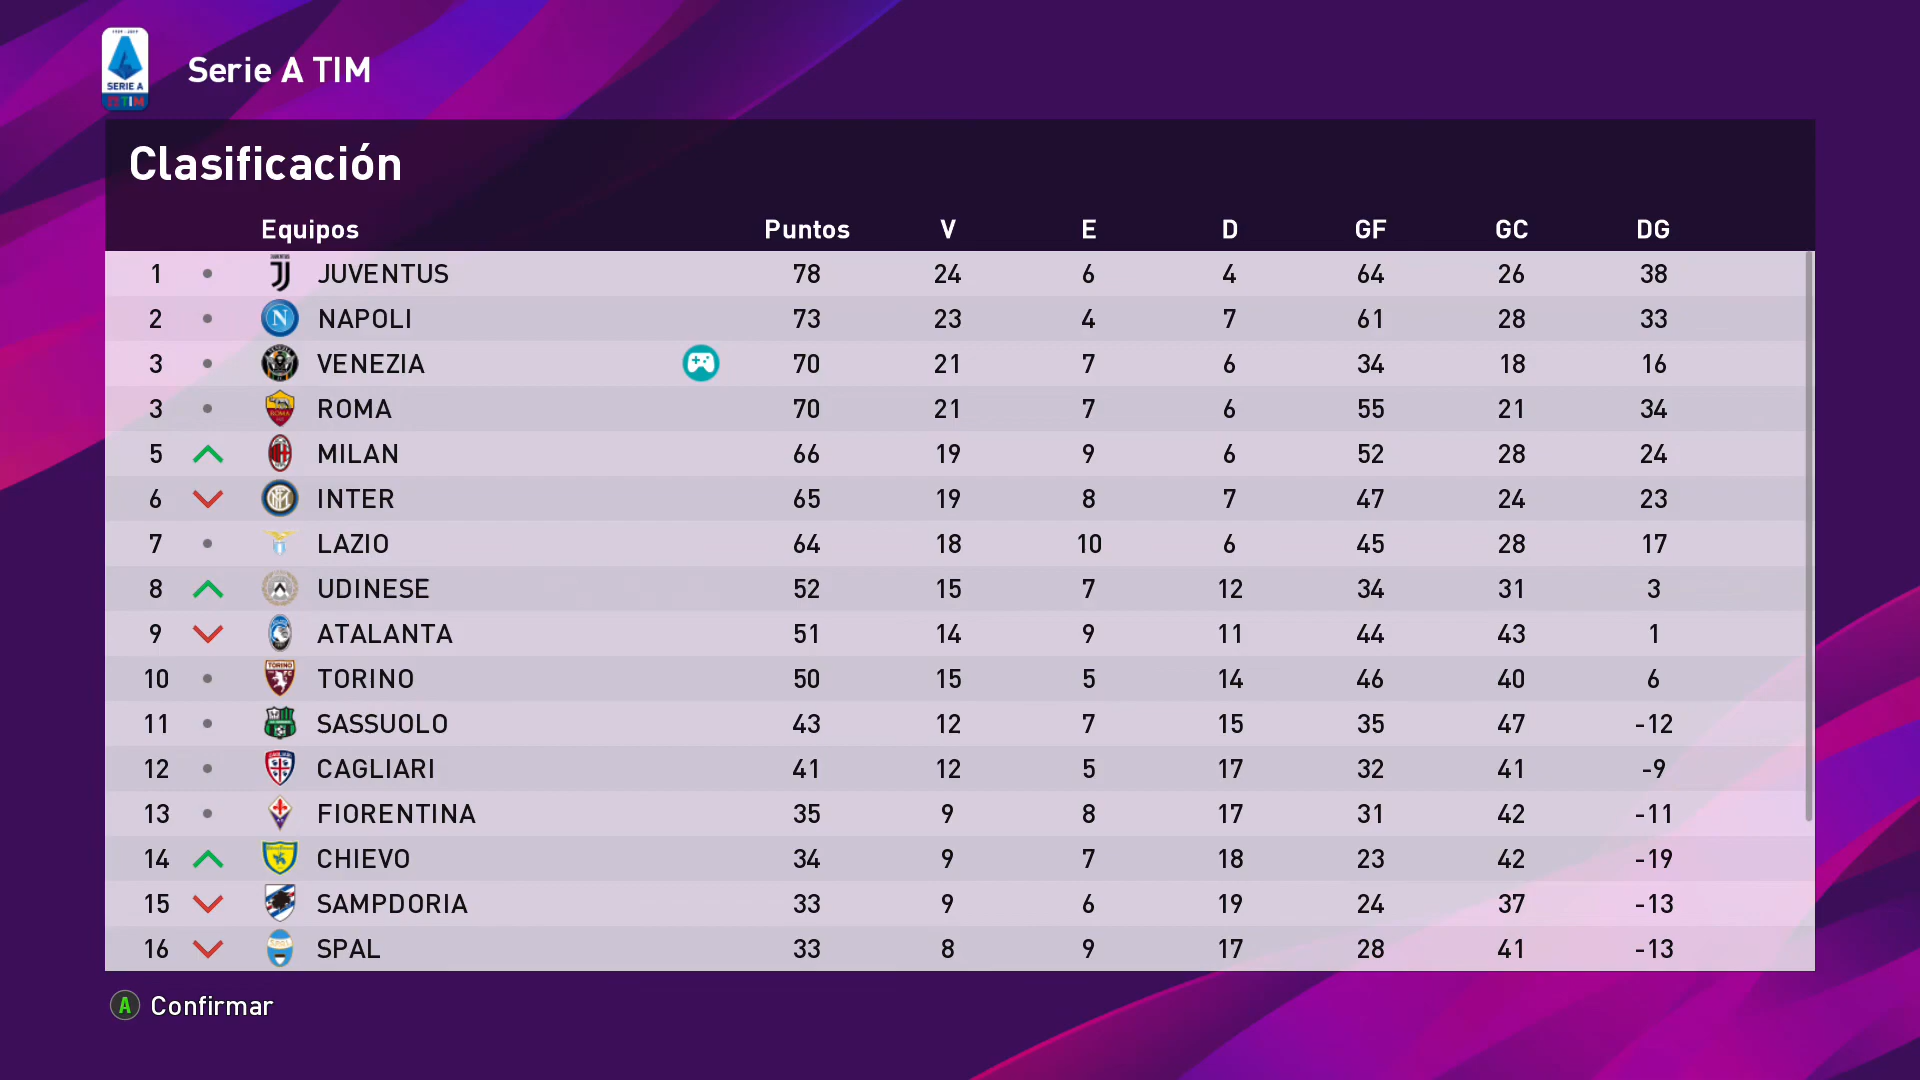 1929 - 2019
SERIE A
TIM
Serie A TIM
Clasificación
Equipos Puntos V E D GF GC DG
1 JUVENTUS 78 24 6 4 64 26 38
2 N NAPOLI 73 23 4 7 61 28 33
3 VENEZIA 70 21 7 6 34 18 16
3 ROMA ROMA 70 21 7 6 55 21 34
5 MILAN 66 19 9 6 52 28 24
6 INTER 65 19 8 7 47 24 23
7 LAZIO 64 18 10 6 45 28 17
8 UDINESE 52 15 7 12 34 31 3
9 ATALANTA 51 14 9 11 44 43 1
10 TORINO FC TORINO 50 15 5 14 46 40 6
11 SASSUOLO 43 12 7 15 35 47 -12
12 CAGLIARI 41 12 5 17 32 41 -9
13 FIORENTINA 35 9 8 17 31 42 -11
14 CHIEVO 34 9 7 18 23 42 -19
15 SAMPDORIA 33 9 6 19 24 37 -13
16 SPAL SPAL 33 8 9 17 28 41 -13
A Confirmar